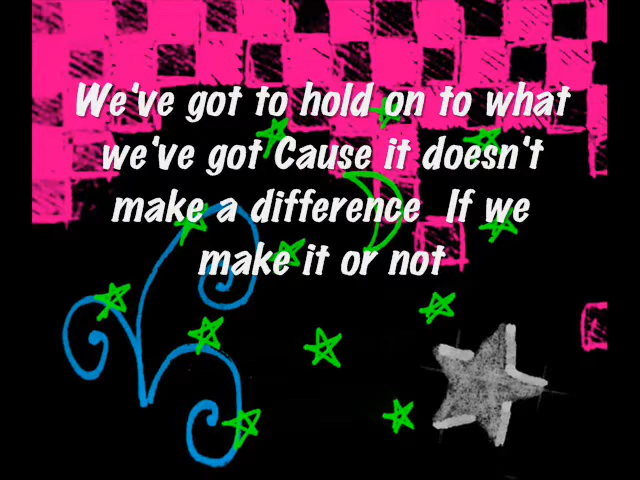 We've got to hold on to what
we've got Cause it doesn't
make a difference  If we
make it or not